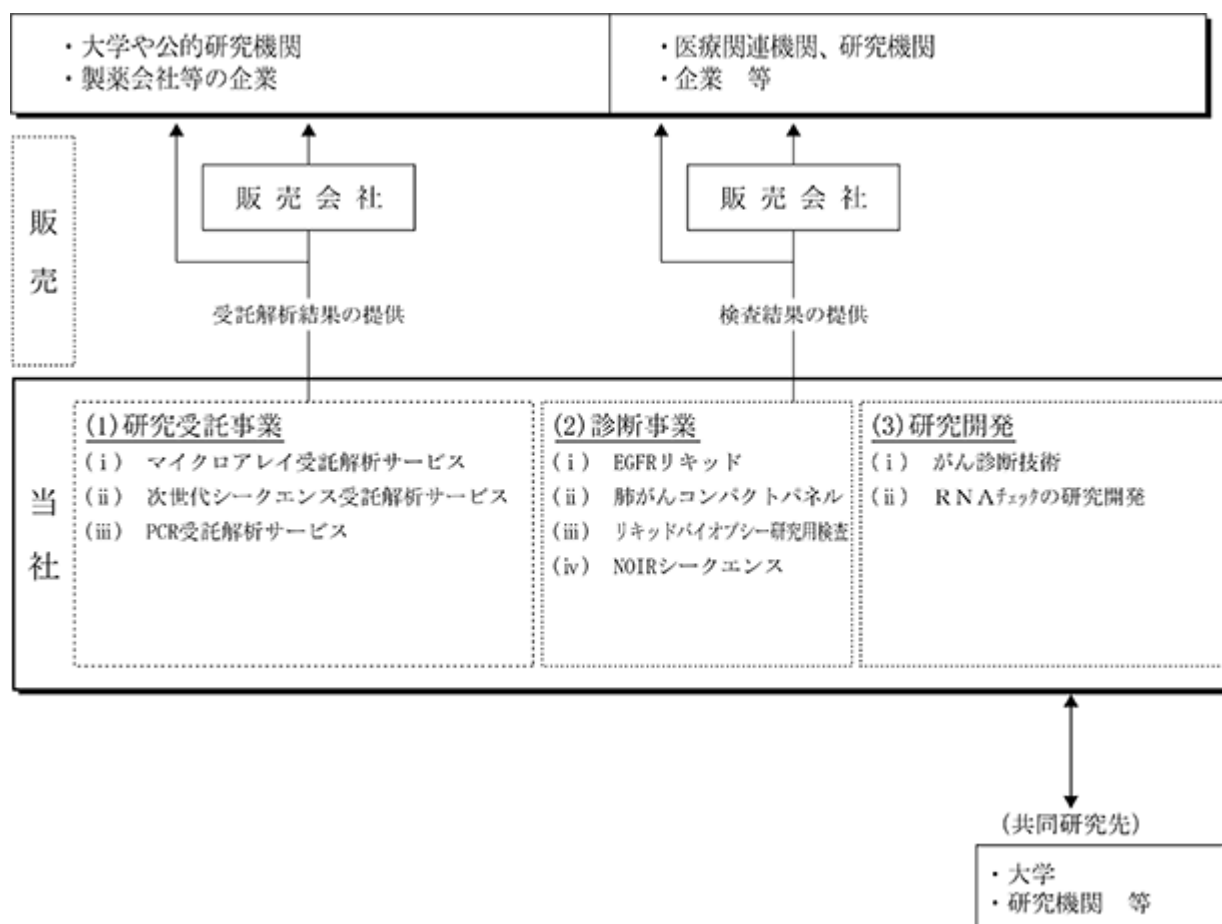 ・大学や公的研究機関
・製薬会社等の企業
・医療関連機関、研究機関
・企業　等
販売
販売会社
販売会社
受託解析結果の提供
検査結果の提供
当社
(1)研究受託事業
(ⅰ)　マイクロアレイ受託解析サービス
(ⅱ)　次世代シークエンス受託解析サービス
(ⅲ)　PCR受託解析サービス
(2)診断事業
(ⅰ)　EGFRリキッド
(ⅱ)　肺がんコンパクトパネル
(ⅲ)　リキッドバイオプシー研究用検査
(ⅳ)　NOIRシークエンス
(3)研究開発
(ⅰ)　がん診断技術
(ⅱ)　ＲＮＡﾁｪｯｸの研究開発
(共同研究先)
・大学
・研究機関　等